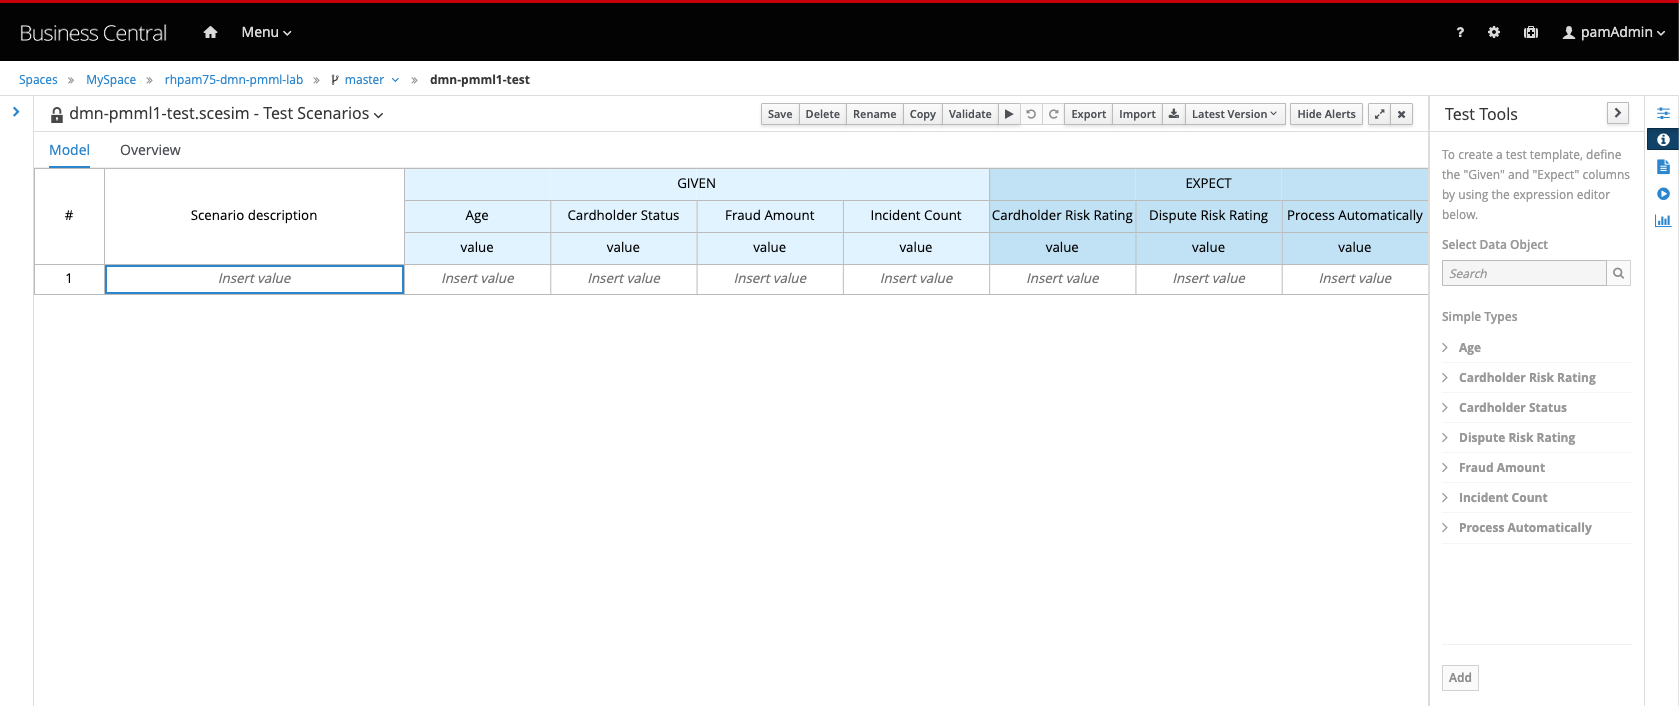 Business Central Menu ? pamAdmin
Spaces » MySpace » rhpam75-dmn-pmml-lab » master » dmn-pmml1-test
dmn-pmml1-test.scesim - Test Scenarios
Save Delete Rename Copy Validate Export Import Latest Version Hide Alerts
Model Overview
# Scenario description GIVEN EXPECT
Age Cardholder Status Fraud Amount Incident Count Cardholder Risk Rating Dispute Risk Rating Process Automatically
value value value value value value value
1 Insert value Insert value Insert value Insert value Insert value Insert value Insert value Insert value
Test Tools
To create a test template, define
the "Given" and "Expect" columns
by using the expression editor
below.
Select Data Object
Search
Simple Types
Age
Cardholder Risk Rating
Cardholder Status
Dispute Risk Rating
Fraud Amount
Incident Count
Process Automatically
Add